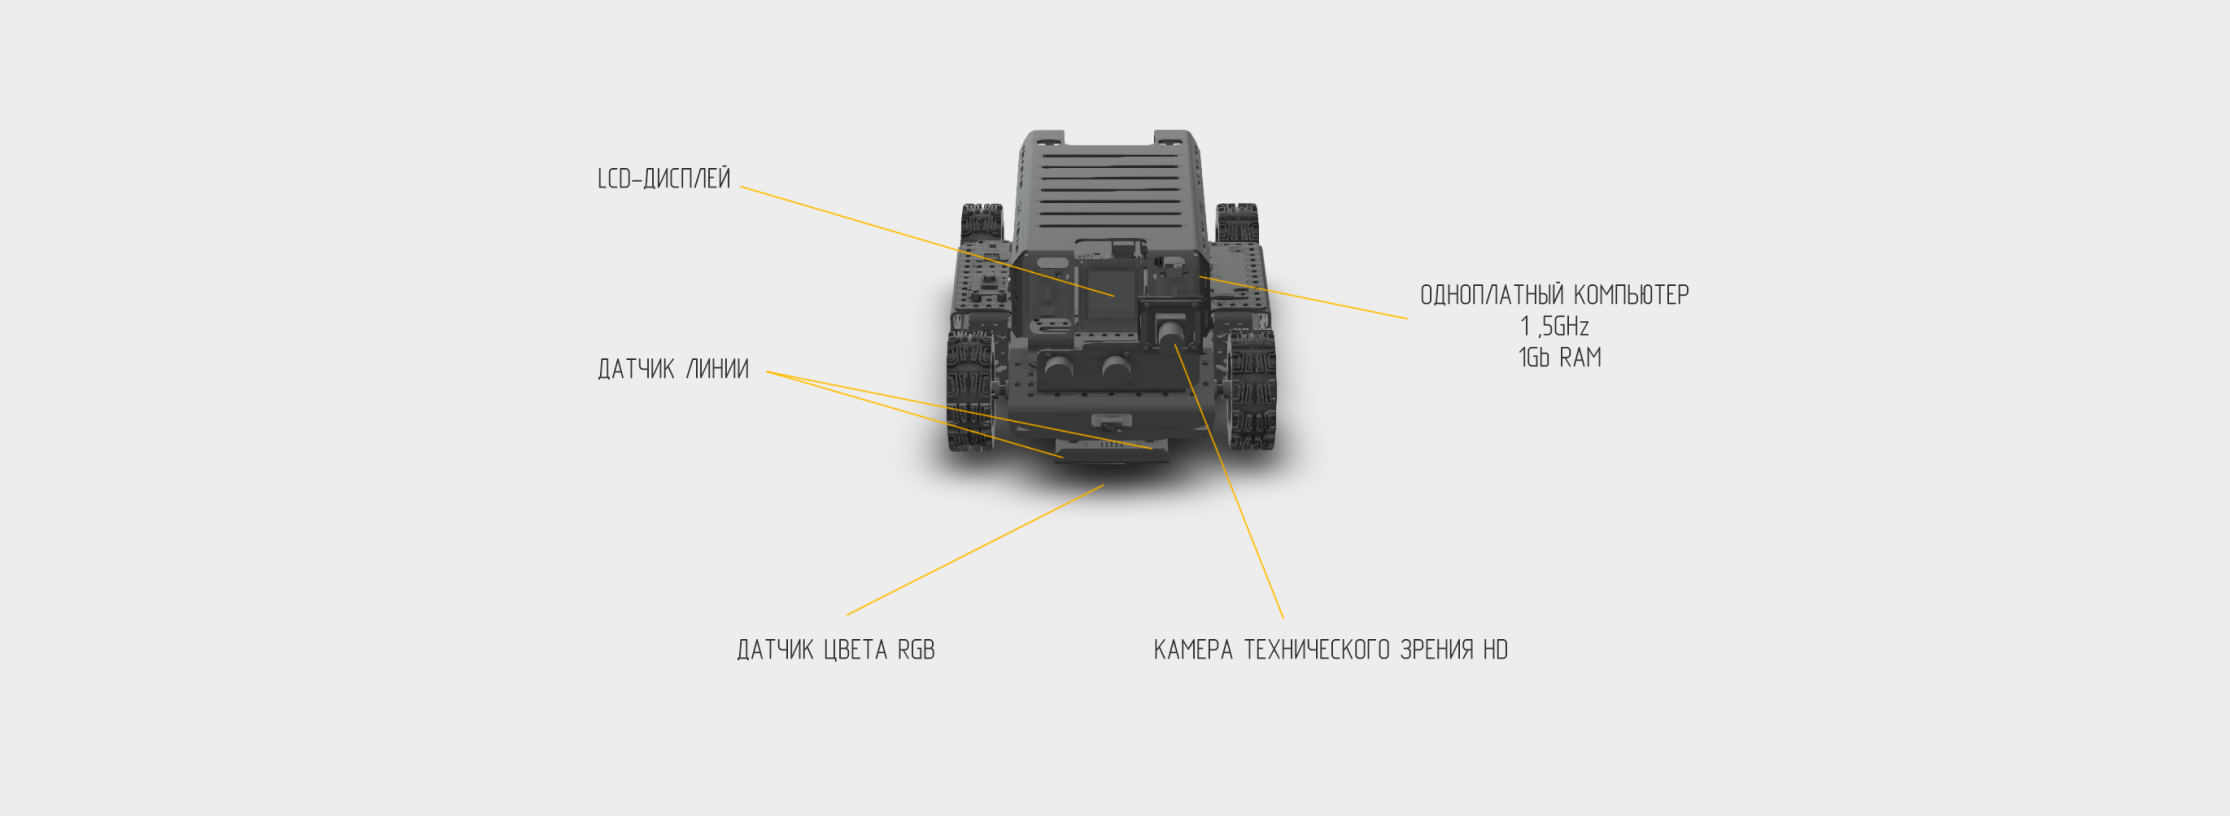 LCD-ДИСПЛЕЙ
ОДНОПЛАТНЫЙ КОМПЬЮТЕР
1 ,5GHz
1Gb RAM
ДАТЧИК ЛИНИИ
ДАТЧИК ЦВЕТА RGB
КАМЕРА ТЕХНИЧЕСКОГО ЗРЕНИЯ HD